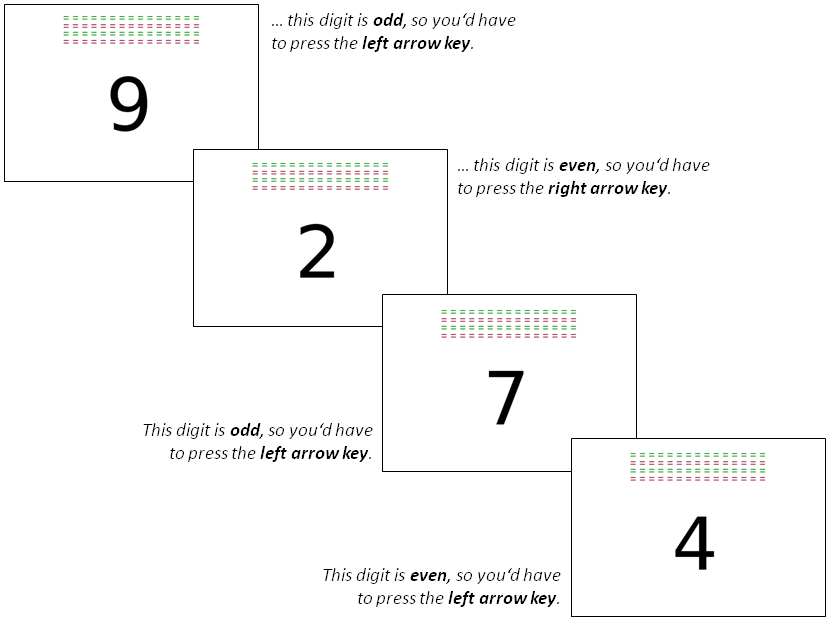 … this digit is odd, so you‘d have
to press the left arrow key.
9
… this digit is even, so you‘d have
to press the right arrow key.
2
7
This digit is odd, so you‘d have
to press the left arrow key.
4
This digit is even, so you‘d have
to press the left arrow key.